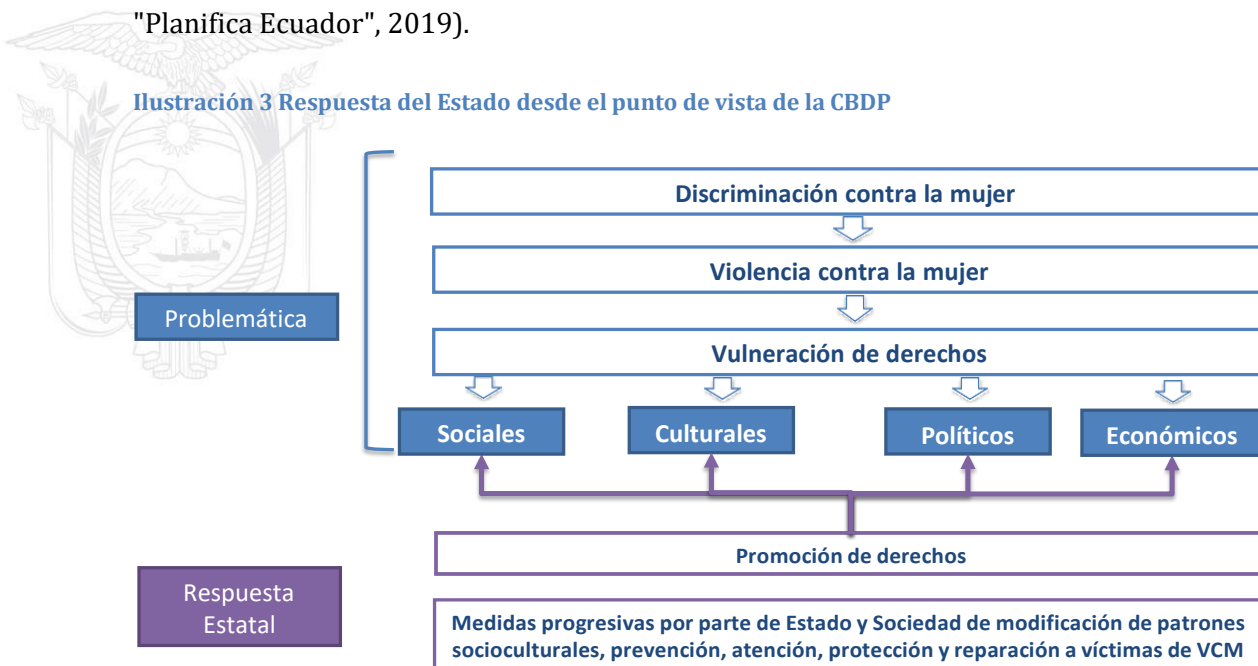 "Planifica Ecuador", 2019).
Ilustración 3 Respuesta del Estado desde el punto de vista de la CBDP
Discriminación contra la mujer
Violencia contra la mujer
Problemática
Vulneración de derechos
Sociales
Culturales
Políticos
Económicos
Promoción de derechos
Respuesta
Estatal
Medidas progresivas por parte de Estado y Sociedad de modificación de patrones
socioculturales, prevención, atención, protección y reparación a víctimas de VCM